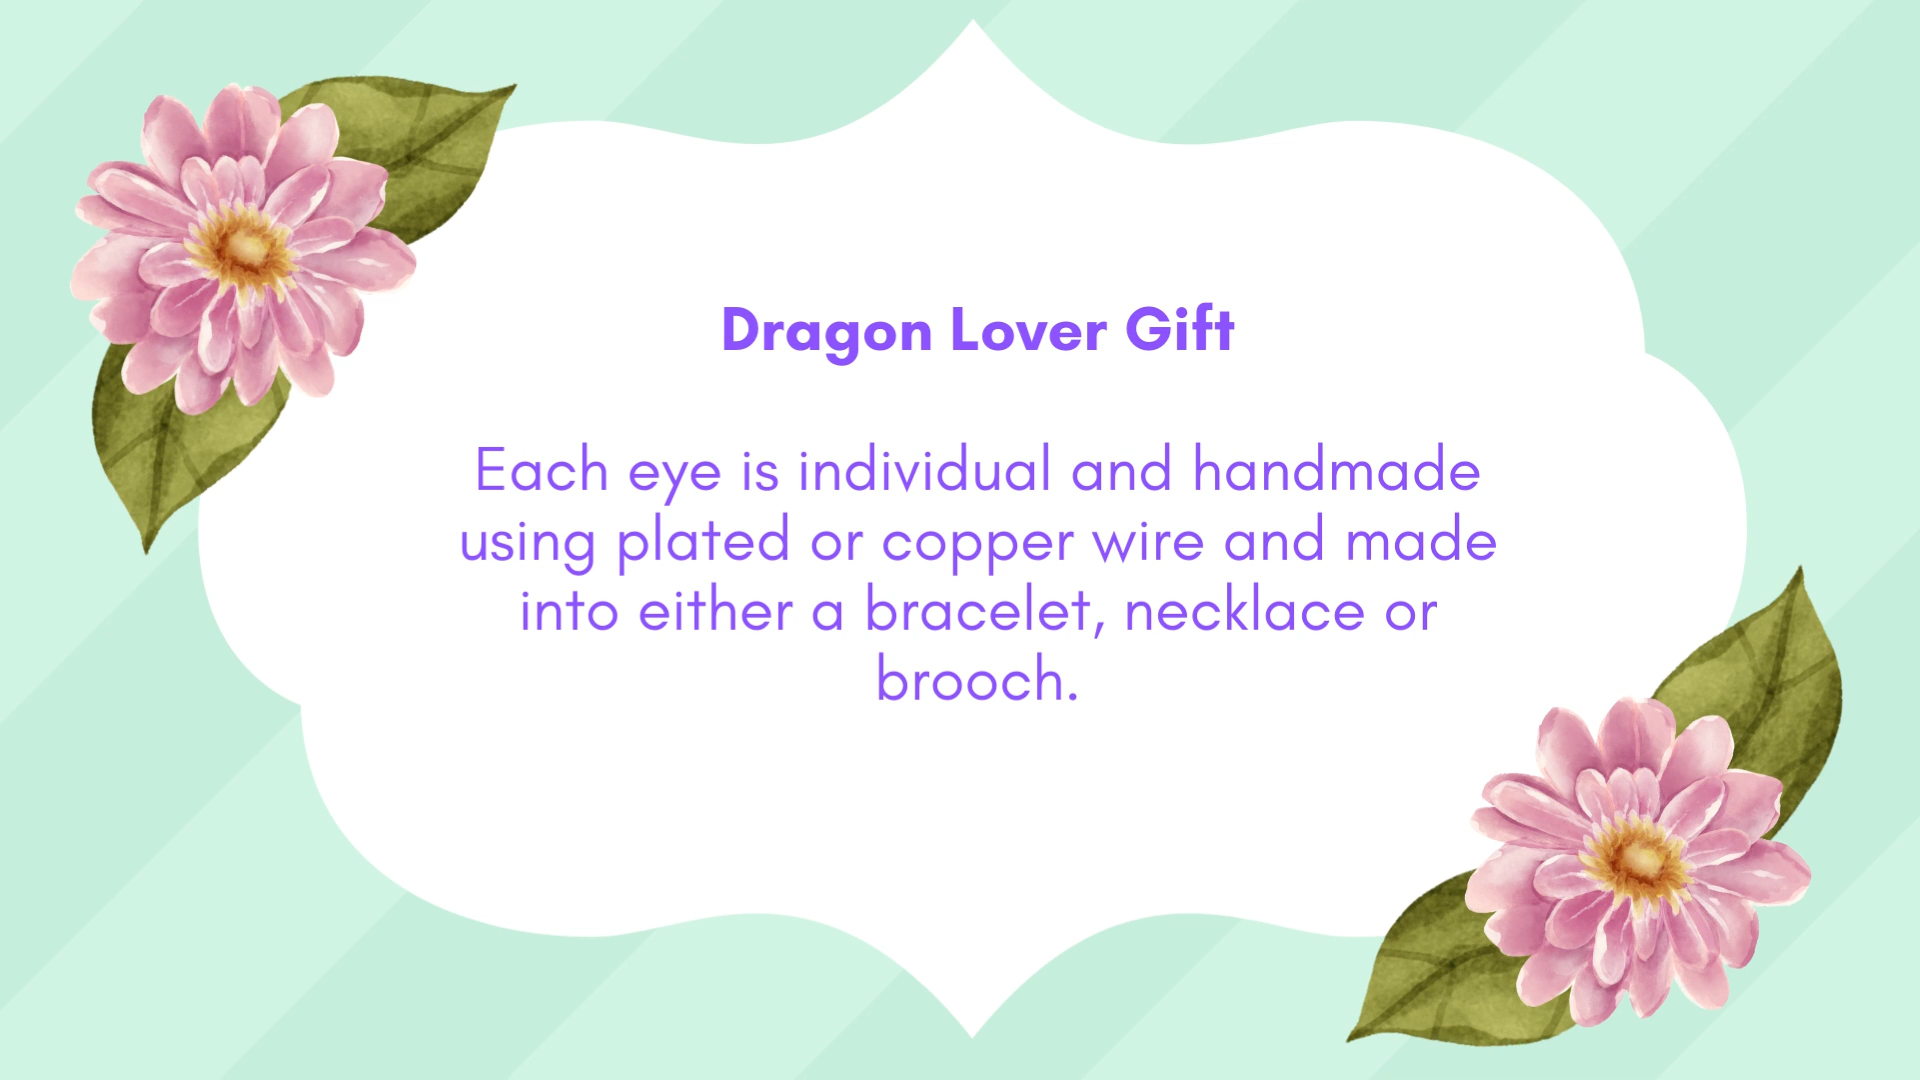 Dragon Lover Gift
Each eye is individual and handmade
using plated or copper wire and made
into either a bracelet, necklace or
brooch.